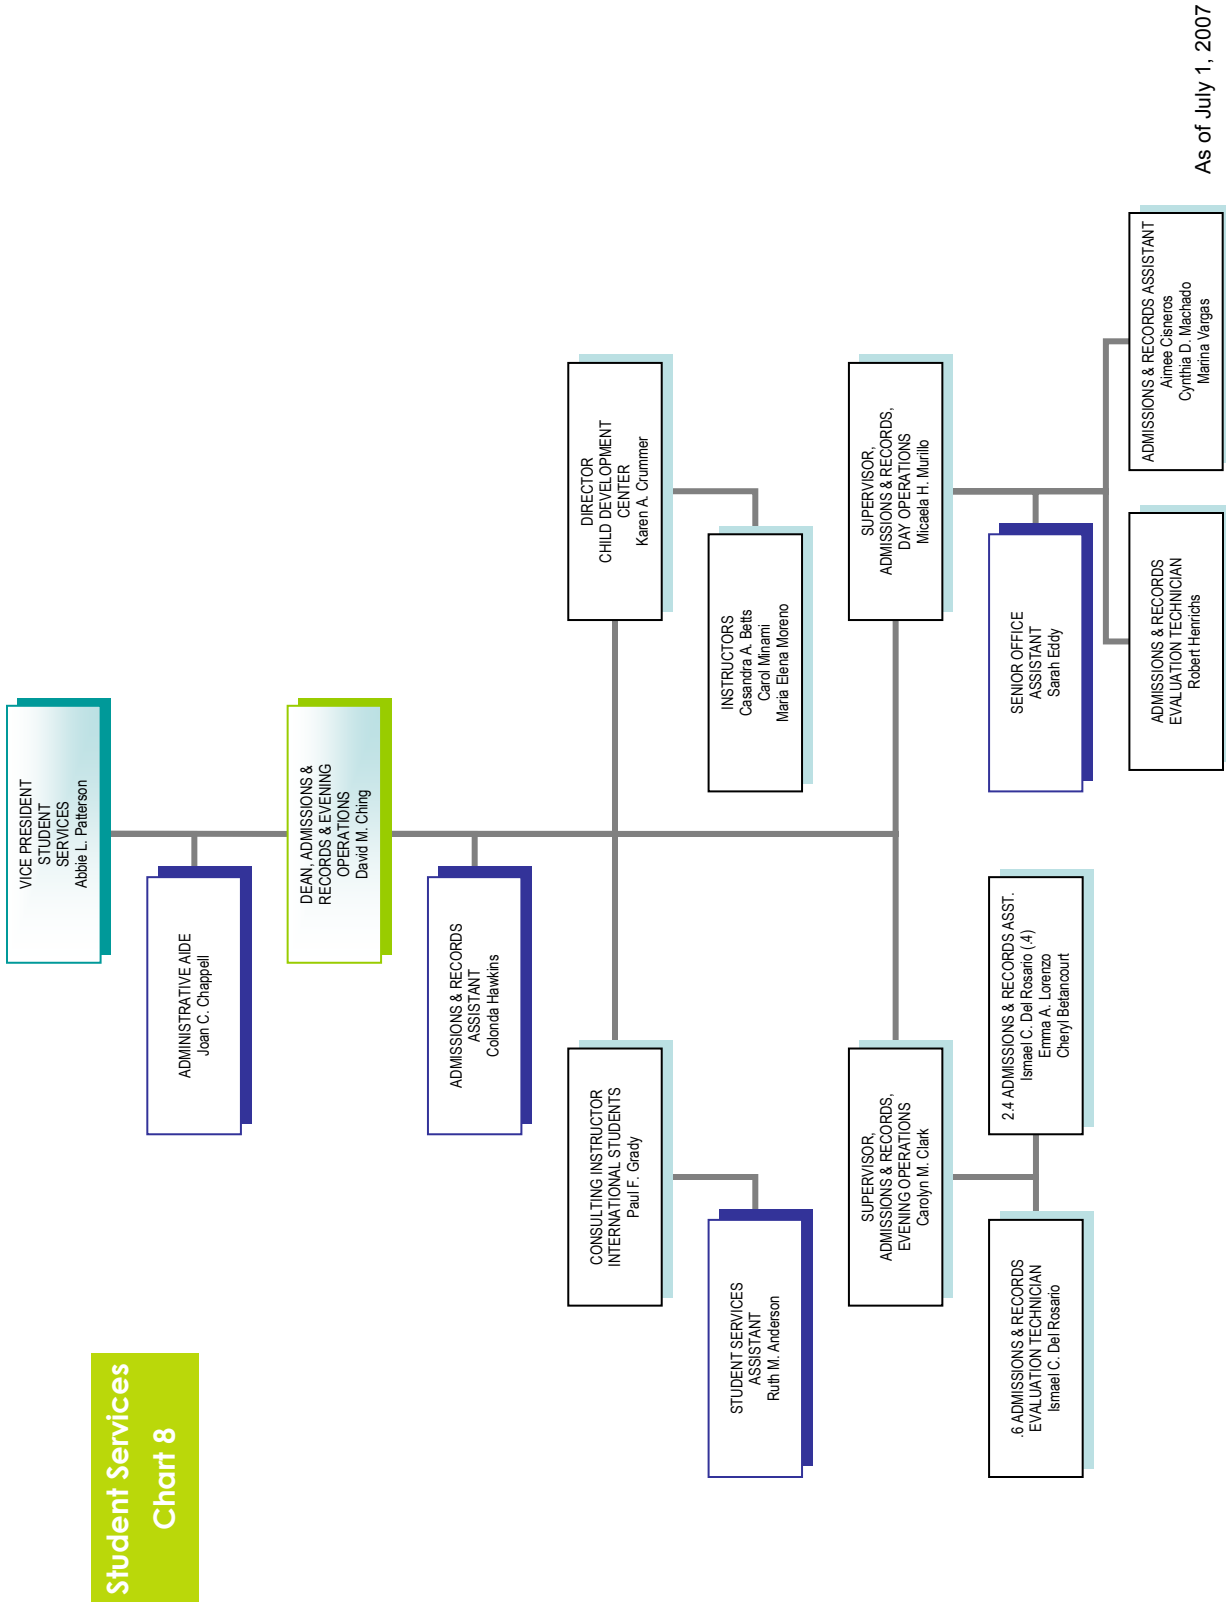 Student Services
Chart 8
VICE PRESIDENT
STUDENT
SERVICES
Abbie L. Patterson
ADMINISTRATIVE AIDE
Joan C. Chappell
DEAN, ADMISSIONS &
RECORDS & EVENING
OPERATIONS
David M. Ching
ADMISSIONS & RECORDS
ASSISTANT
Colonda Hawkins
CONSULTING INSTRUCTOR
INTERNATIONAL STUDENTS
Paul F. Grady
DIRECTOR
CHILD DEVELOPMENT
CENTER
Karen A. Crummer
STUDENT SERVICES
ASSISTANT
Ruth M. Anderson
INSTRUCTORS
Casandra A. Betts
Carol Minami
Maria Elena Moreno
SUPERVISOR,
ADMISSIONS & RECORDS,
EVENING OPERATIONS
Carolyn M. Clark
SUPERVISOR,
ADMISSIONS & RECORDS,
DAY OPERATIONS
Micaela H. Murillo
.6 ADMISSIONS & RECORDS
EVALUATION TECHNICIAN
Ismael C. Del Rosario
2.4 ADMISSIONS & RECORDS ASST.
Ismael C. Del Rosario (.4)
Emma A. Lorenzo
Cheryl Betancourt
SENIOR OFFICE
ASSISTANT
Sarah Eddy
ADMISSIONS & RECORDS
EVALUATION TECHNICIAN
Robert Henrichs
ADMISSIONS & RECORDS ASSISTANT
Aimee Cisneros
Cynthia D. Machado
Marina Vargas
As of July 1, 2007